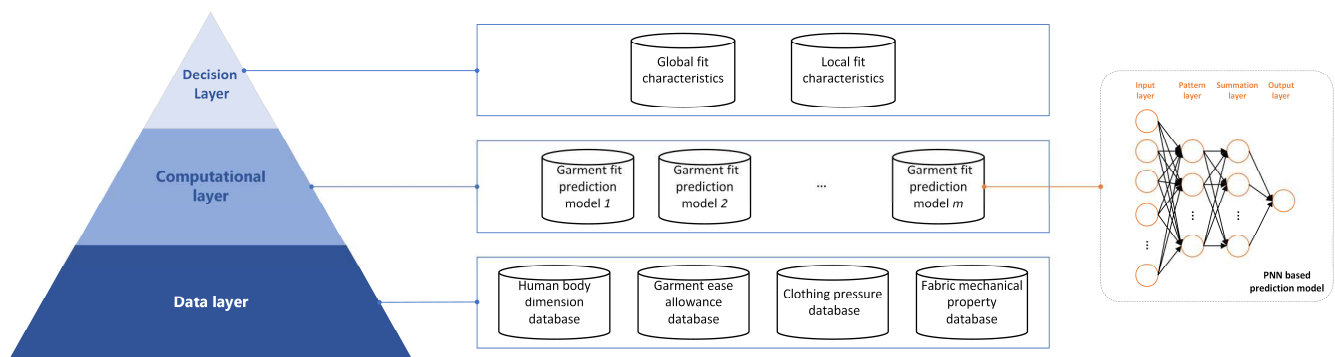 Decision
Layer
Global fit
characteristics
Local fit
characteristics
Computational
layer
Garment fit
prediction
model 1
Garment fit
prediction
model 2
...
Garment fit
prediction
model m
Data layer
Human body
dimension
database
Garment ease
allowance
database
Clothing pressure
database
Fabric mechanical
property
database
Input
layer
Pattern
layer
Summation
layer
Output
layer
...
...
...
PNN based
prediction model